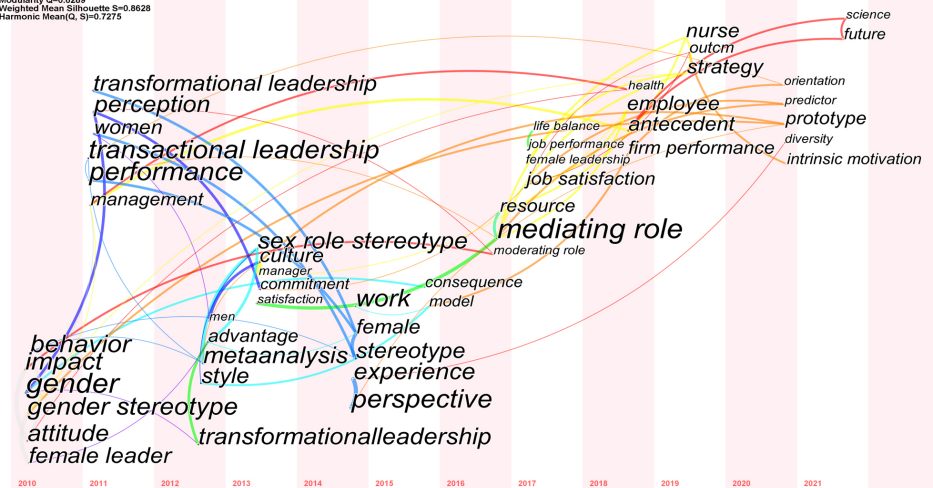 Modularity Q=0.6289
Weighted Mean Silhouette S=0.8628
Harmonic Mean(Q, S)=0.7275
science
future
nurse
outcm
strategy
transformational leadership
health
orientation
perception
employee
predictor
women
life balance
antecedent
prototype
transactional leadership
job performance
firm performance
diversity
performance
female leadership
intrinsic motivation
management
job satisfaction
resource
mediating role
sex role stereotype
moderating role
culture
manager
commitment
consequence
satisfaction
work
model
men
female
behavior
advantage
impact
metaanalysis
stereotype
gender
style
experience
gender stereotype
perspective
attitude
transformationalleadership
female leader
2010 2011 2012 2013 2014 2015 2016 2017 2018 2019 2020 2021